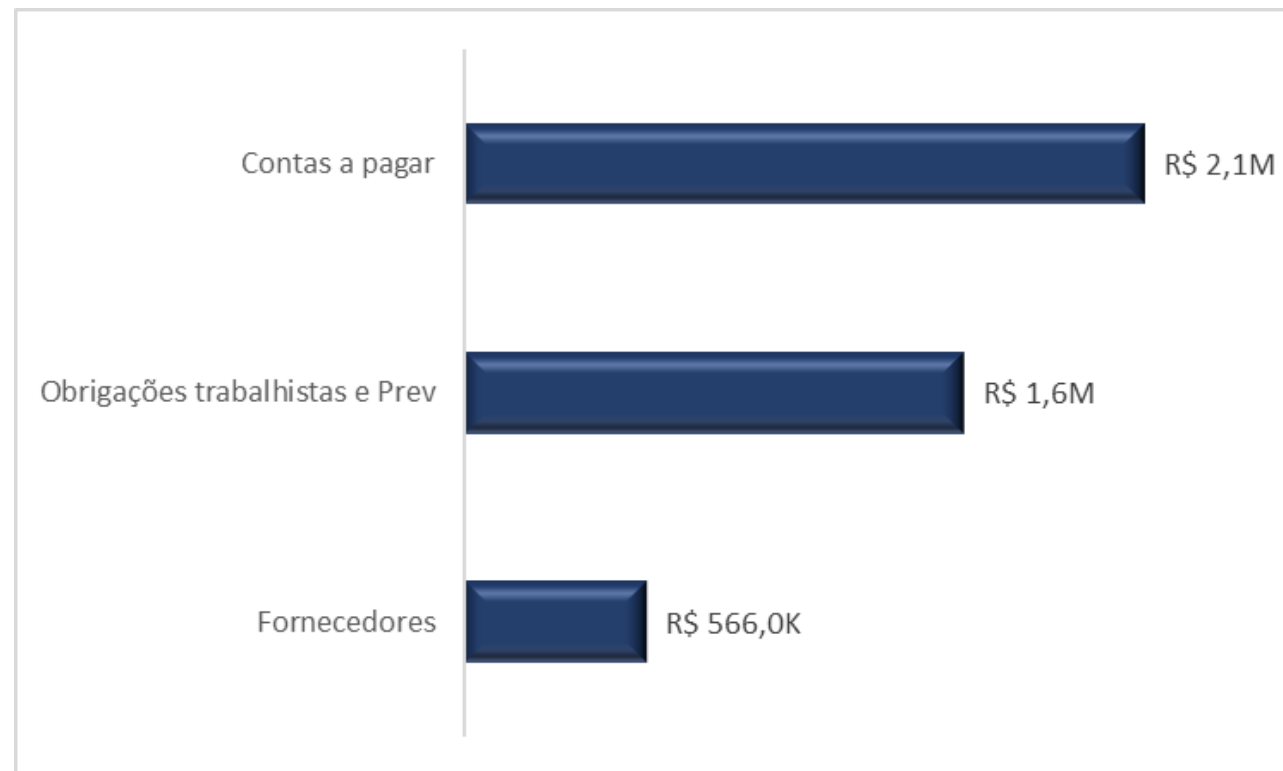 Contas a pagar R$ 2,1M
Obrigações trabalhistas e Prev R$ 1,6M
Fornecedores R$ 566,0K